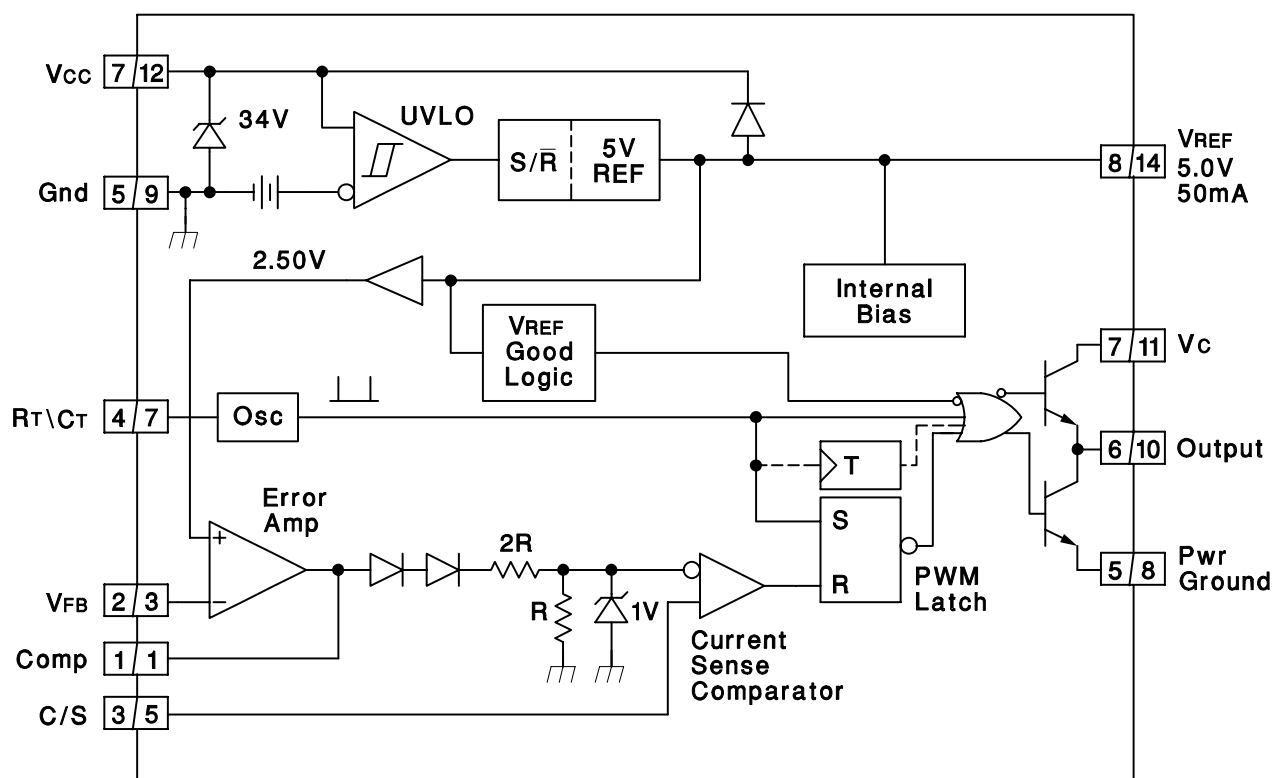 VCC 7 12
34V
UVLO
S/R̅
5V
REF
VREF
5.0V
50mA
8 14
Gnd 5 9
2.50V
Internal
Bias
VREF
Good
Logic
7 11 VC
RT\CT 4 7
Osc
T
6 10 Output
Error
Amp
+
−
2R
S
R
PWM
Latch
5 8
Pwr
Ground
VFB 2 3
R
1V
Comp 1 1
Current
Sense
Comparator
C/S 3 5